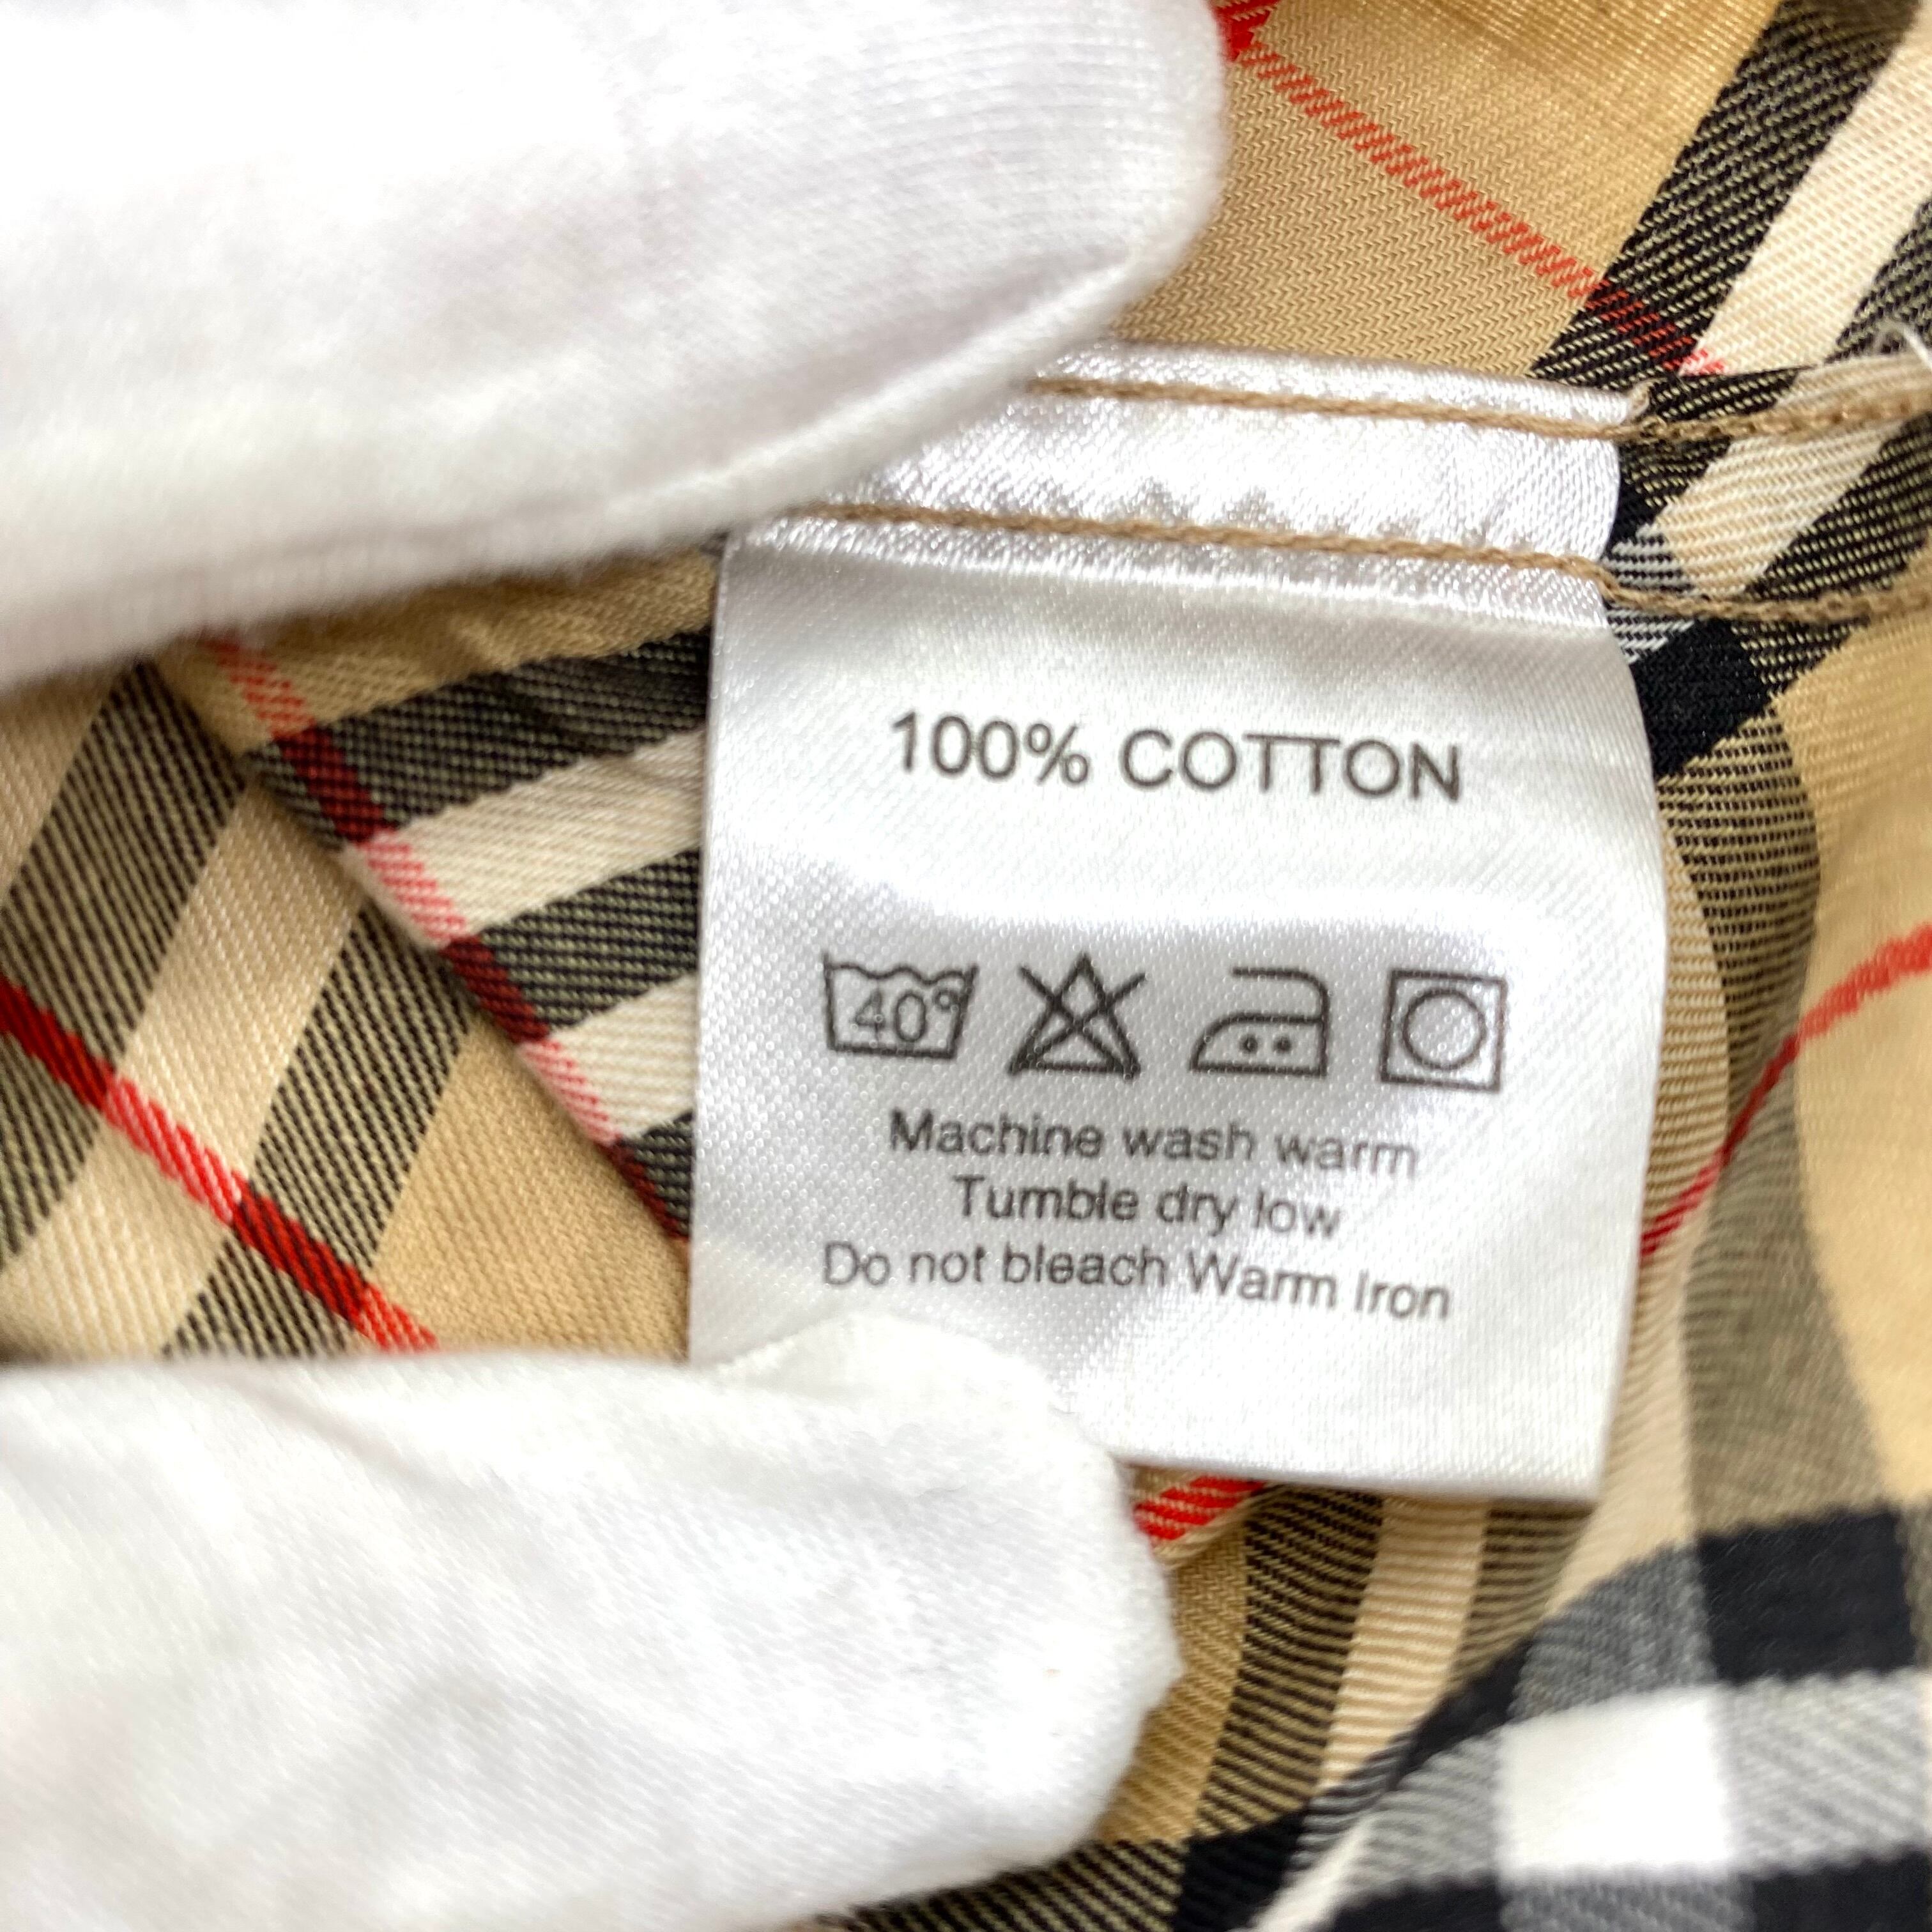 100% COTTON
40°
Machine wash warm
Tumble dry low
Do not bleach Warm Iron